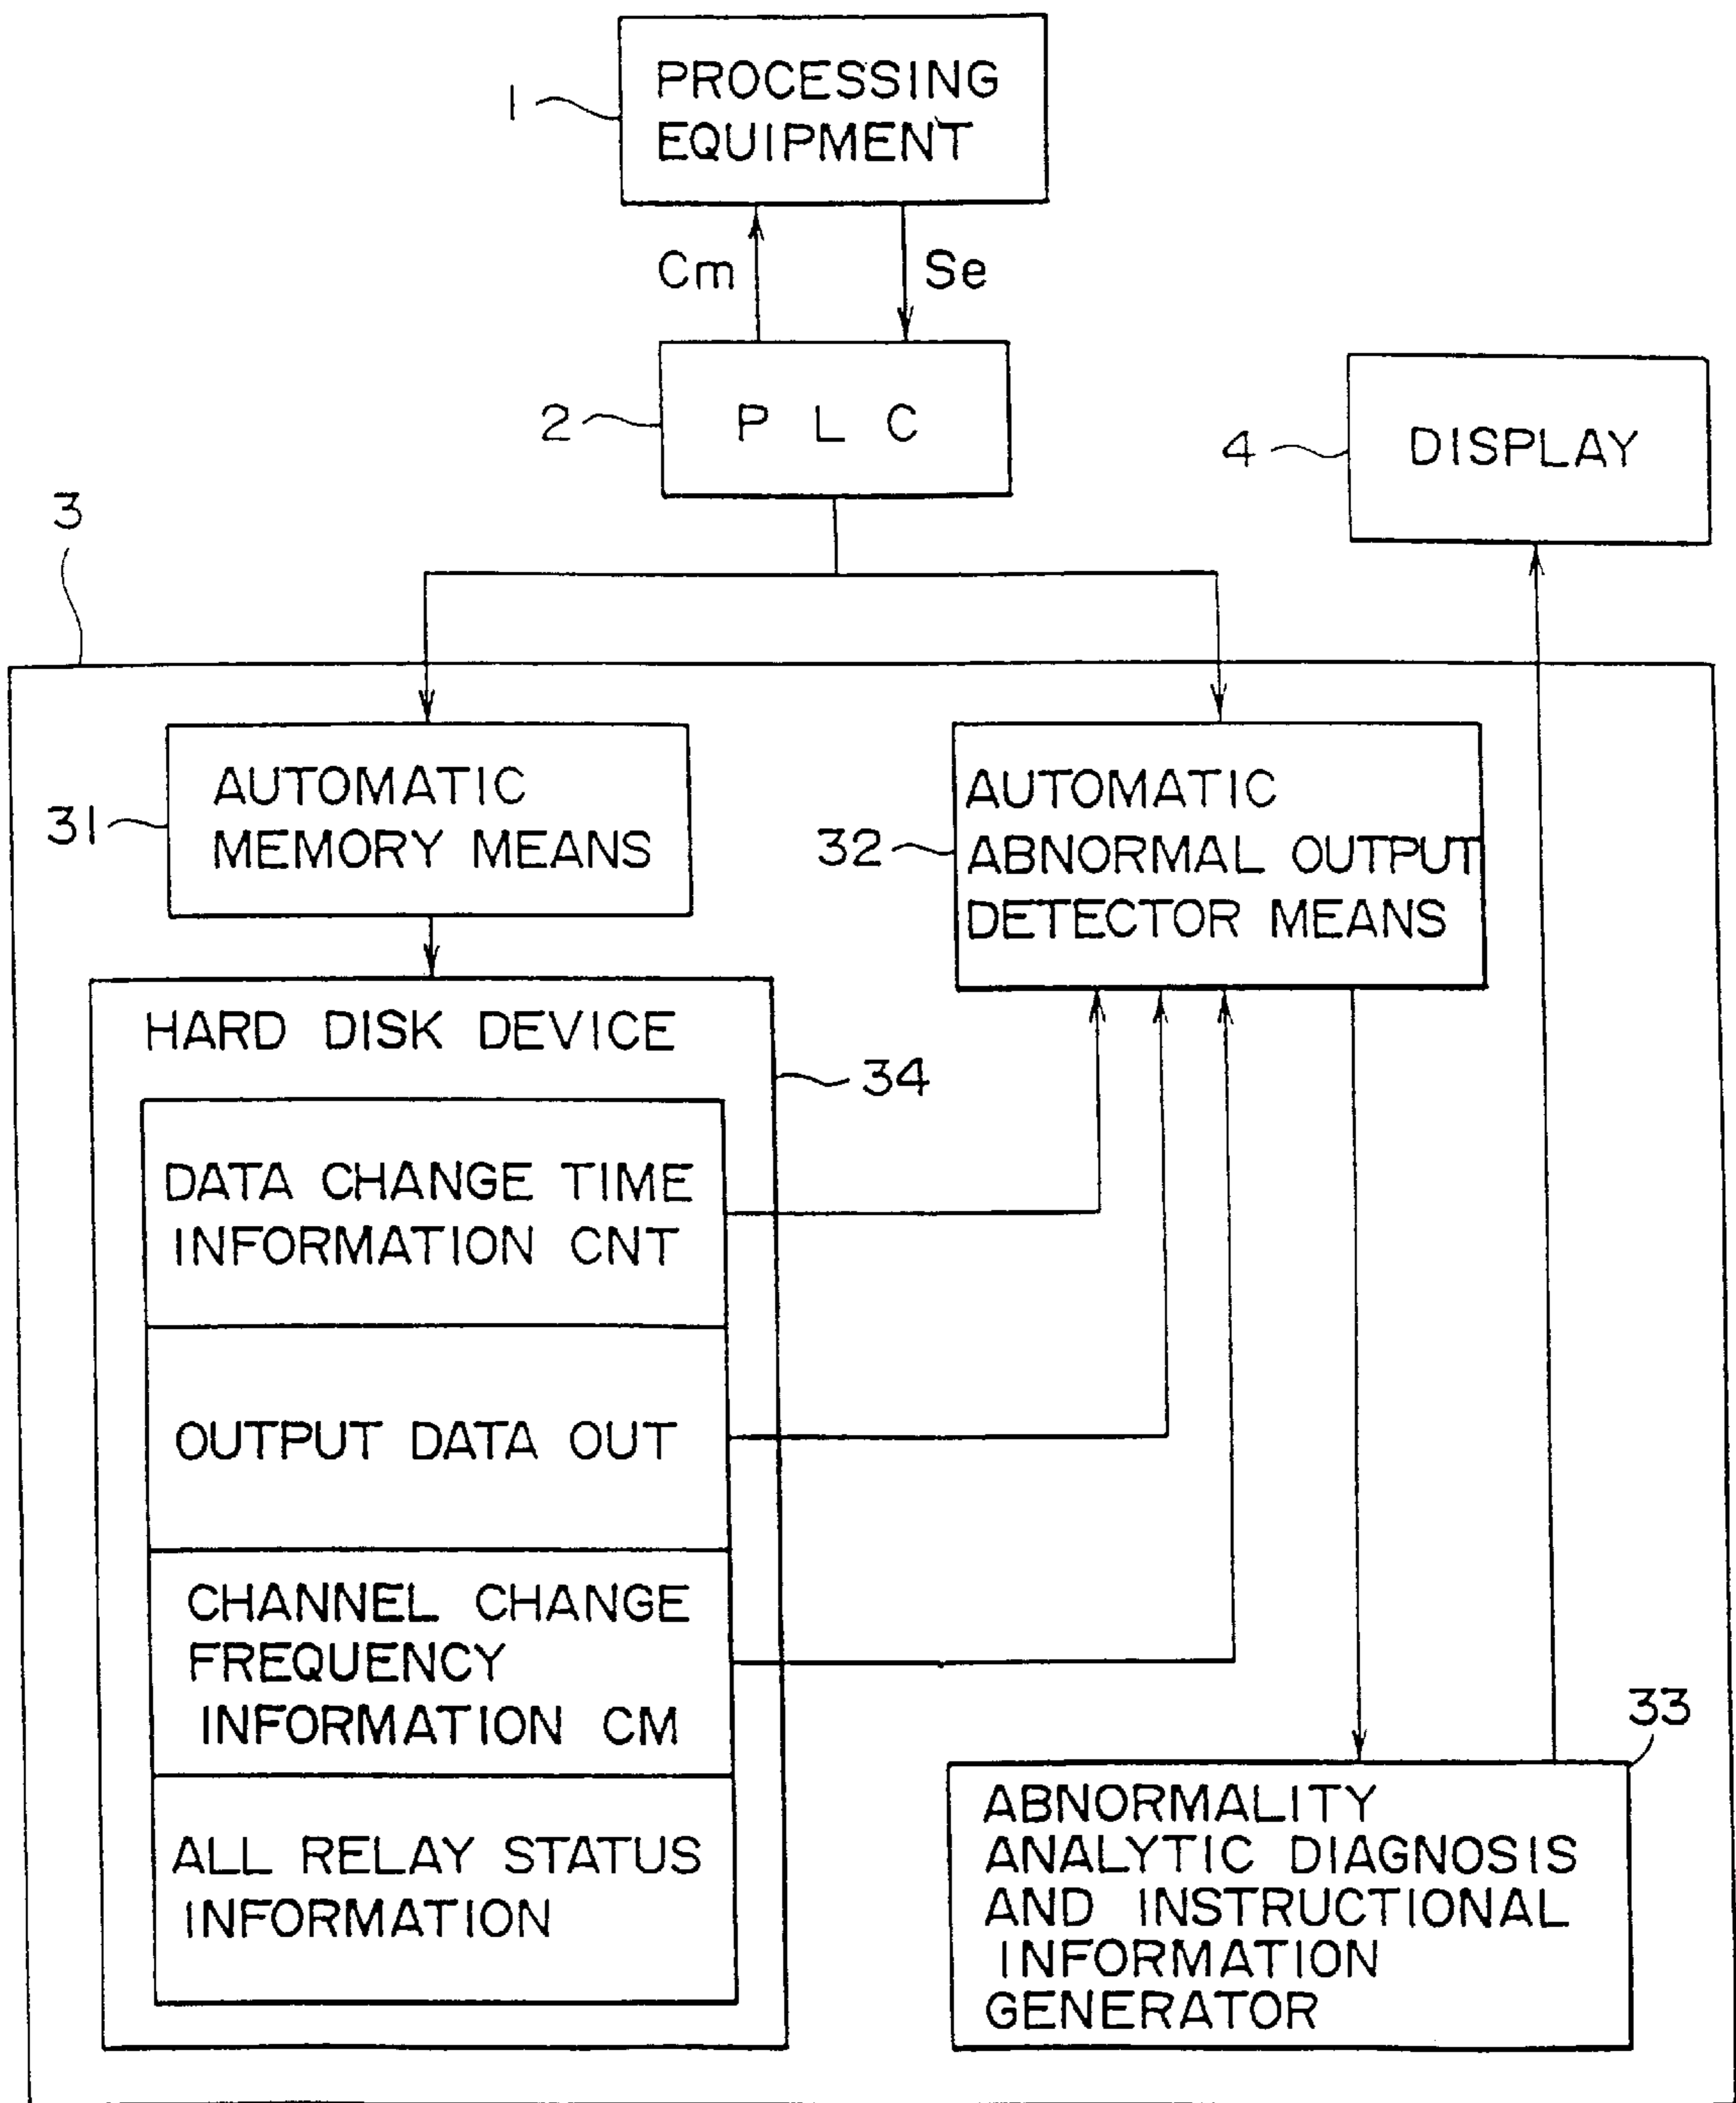 PROCESSING
EQUIPMENT
1
Cm
Se
2
P L C
4
DISPLAY
3
AUTOMATIC
MEMORY MEANS
31
AUTOMATIC
ABNORMAL OUTPUT
DETECTOR MEANS
32
HARD DISK DEVICE
34
DATA CHANGE TIME
INFORMATION CNT
OUTPUT DATA OUT
CHANNEL CHANGE
FREQUENCY
INFORMATION CM
ALL RELAY STATUS
INFORMATION
33
ABNORMALITY
ANALYTIC DIAGNOSIS
AND INSTRUCTIONAL
INFORMATION
GENERATOR